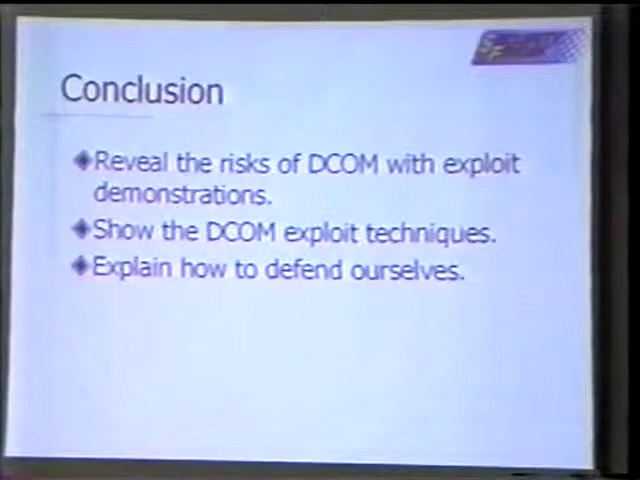 Conclusion
Reveal the risks of DCOM with exploit
demonstrations.
Show the DCOM exploit techniques.
Explain how to defend ourselves.